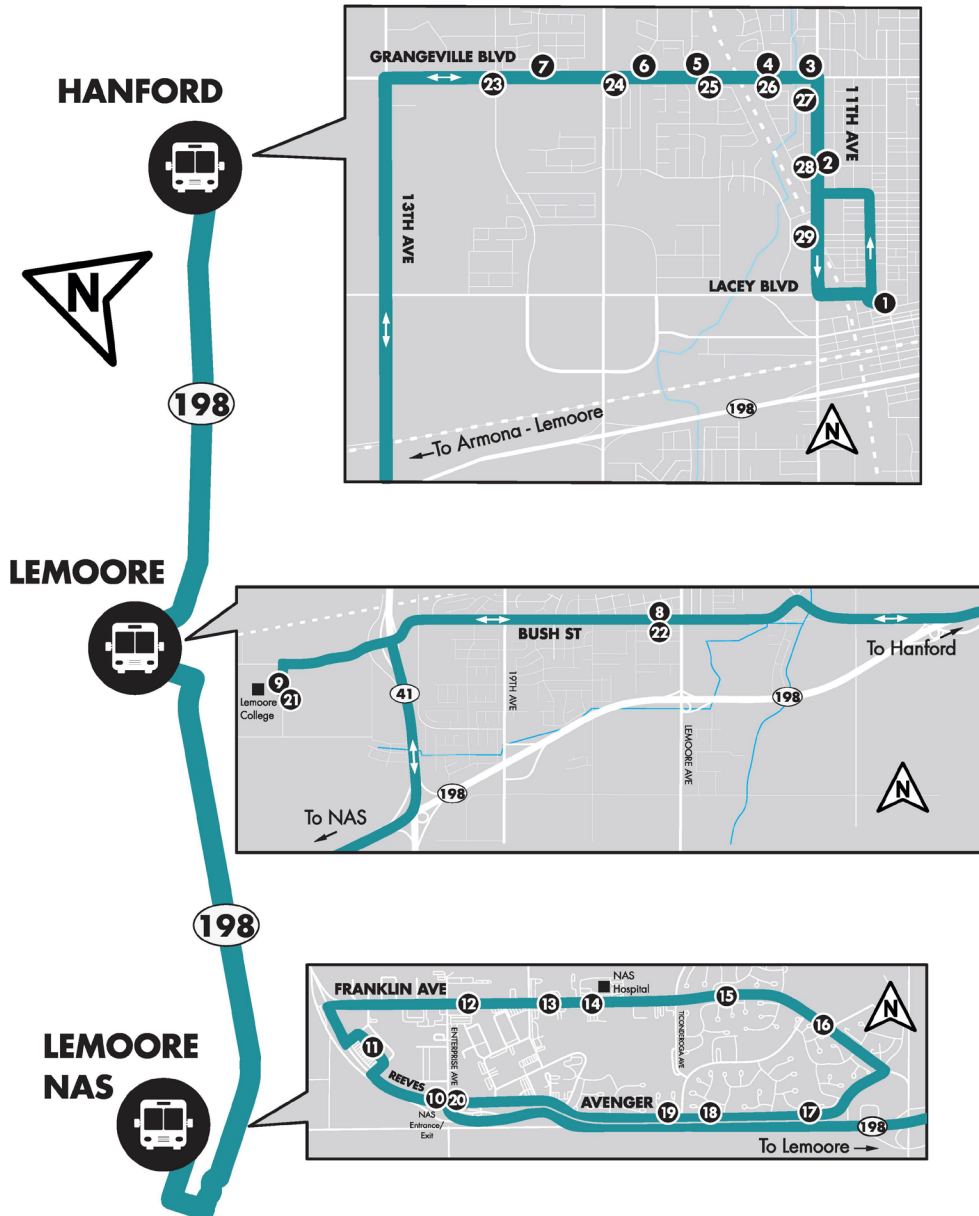 HANFORD
GRANGEVILLE BLVD
7
6
5
4
3
23
24
25
26
27
11TH AVE
28
2
13TH AVE
29
LACEY BLVD
1
198
To Armona - Lemoore
N
N
198
LEMOORE
8
BUSH ST
22
To Hanford
9
21
Lemoore
College
41
19TH AVE
198
LEMOORE AVE
198
N
To NAS
198
LEMOORE
NAS
FRANKLIN AVE
NAS
Hospital
12
13
14
15
16
N
11
ENTERPRISE AVE
TICONDEROGA AVE
REEVES
10
20
AVENGER
19
18
17
NAS
Entrance/
Exit
198
To Lemoore